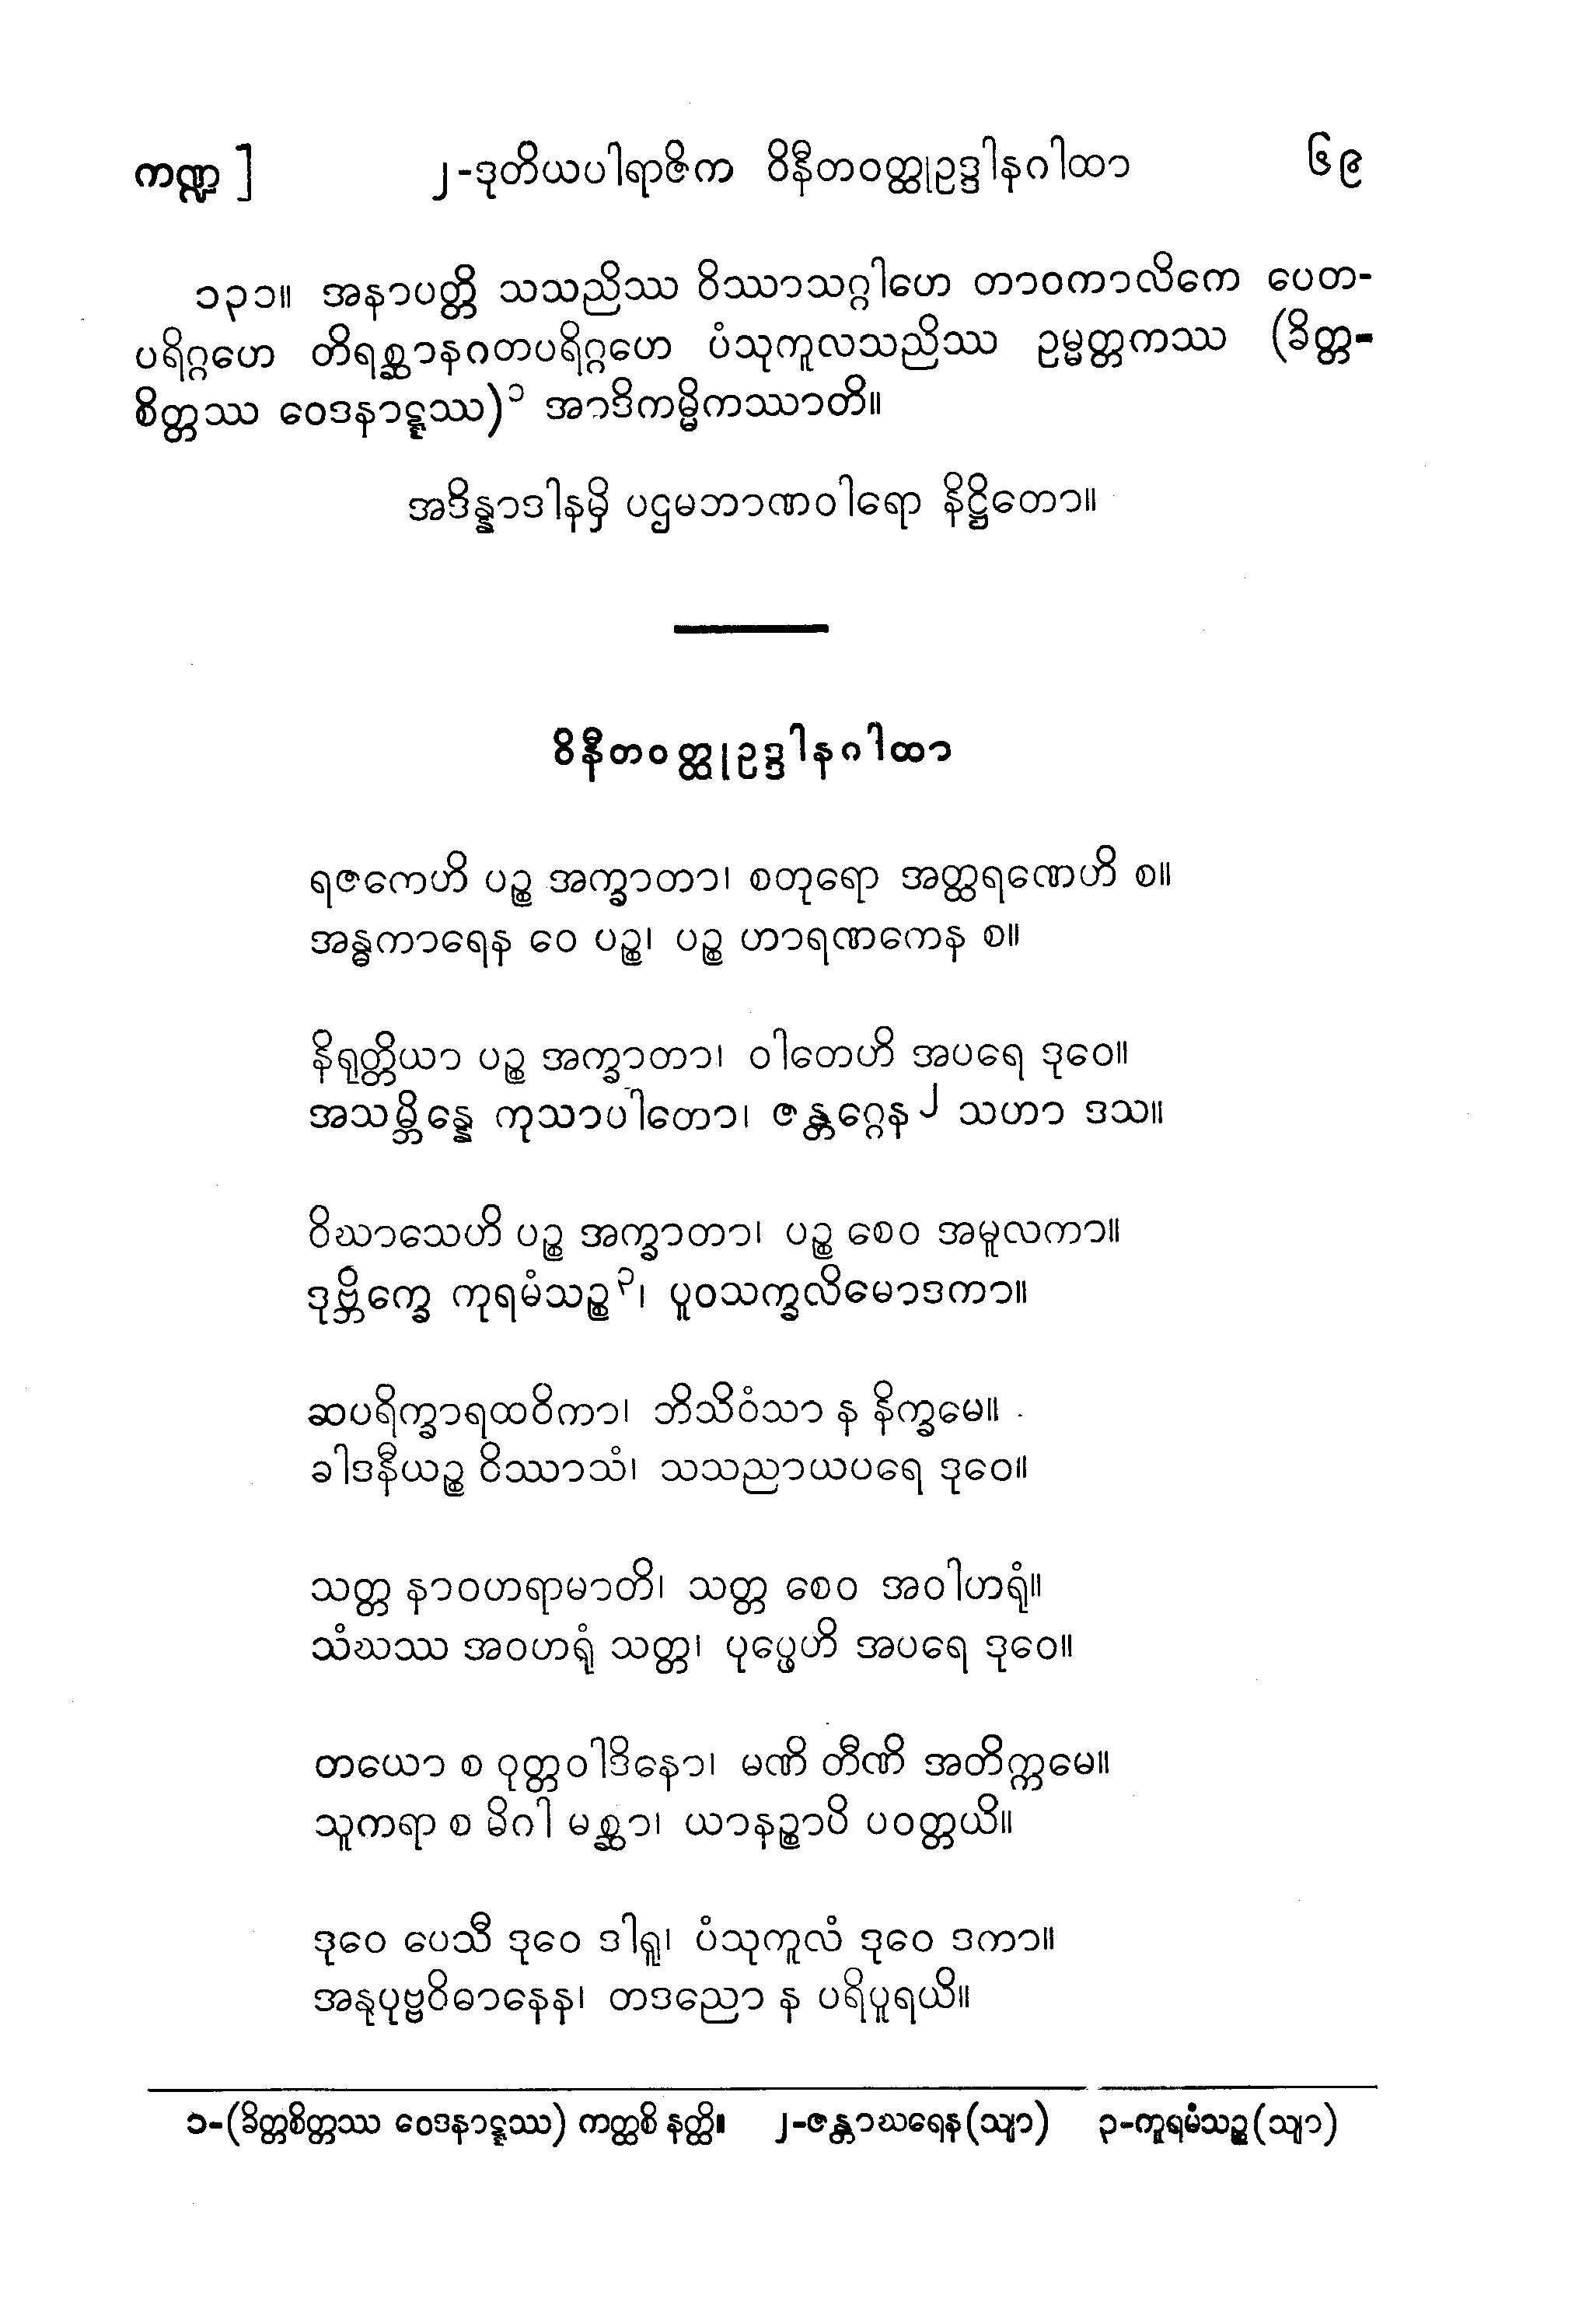 ကဏ္ဍ ] ၂-ဒုတိယပါရာဇိက ဝိနီတဝတ္ထုဥဒ္ဒါနဂါထာ ၆၉
၁၃၁။ အနာပတ္တိ သသညိဿ ဝိဿာသဂ္ဂါဟေ တာဝကာလိကေ ပေတ-
ပရိဂ္ဂဟေ တိရစ္ဆာနဂတပရိဂ္ဂဟေ ပံသုကူလသညိဿ ဥမ္မတ္တကဿ (ခိတ္တ-
စိတ္တဿ ဝေဒနာဋ္ဋဿ)၁ အာဒိကမ္မိကဿာတိ။
အဒိန္နာဒါနမှိ ပဌမဘာဏဝါရော နိဋ္ဌိတော။
ဝိနီတဝတ္ထုဥဒ္ဒါနဂါထာ
ရဇကေဟိ ပဉ္စ အက္ခာတာ၊ စတုရော အတ္ထရဏေဟိ စ။
အန္ဓကာရေန ဝေ ပဉ္စ၊ ပဉ္စ ဟာရဏကေန စ။
နိရုတ္တိယာ ပဉ္စ အက္ခာတာ၊ ဝါတေဟိ အပရေ ဒုဝေ။
အသမ္ဘိန္နေ ကုသာပါတော၊ ဇန္တဂ္ဂေန၂ သဟာ ဒသ။
ဝိဃာသေဟိ ပဉ္စ အက္ခာတာ၊ ပဉ္စ စေဝ အမူလကာ။
ဒုဗ္ဘိက္ခေ ကုရမံသဉ္စ၃၊ ပူဝသက္ခလိမောဒကာ။
ဆပရိက္ခာရထဝိကာ၊ ဘိသိဝံသာ န နိက္ခမေ။
ခါဒနီယဉ္စ ဝိဿာသံ၊ သသညာယပရေ ဒုဝေ။
သတ္တ နာဝဟရာမာတိ၊ သတ္တ စေဝ အဝါဟရုံ။
သံဃဿ အဝဟရုံ သတ္တ၊ ပုပ္ဖေဟိ အပရေ ဒုဝေ။
တယော စ ဝုတ္တဝါဒိနော၊ မဏိ တီဏိ အတိက္ကမေ။
သူကရာ စ မိဂါ မစ္ဆာ၊ ယာနဉ္စာပိ ပဝတ္တယိ။
ဒုဝေ ပေသီ ဒုဝေ ဒါရူ၊ ပံသုကူလံ ဒုဝေ ဒကာ။
အနုပုဗ္ဗဝိဓာနေန၊ တဒညော န ပရိပူရယိ။
၁-(ခိတ္တစိတ္တဿ ဝေဒနာဋ္ဋဿ) ကတ္ထစိ နတ္ထိ။ ၂-ဇန္တာဃရေန(သျာ) ၃-ကူရမံသဉ္စ(သျာ)